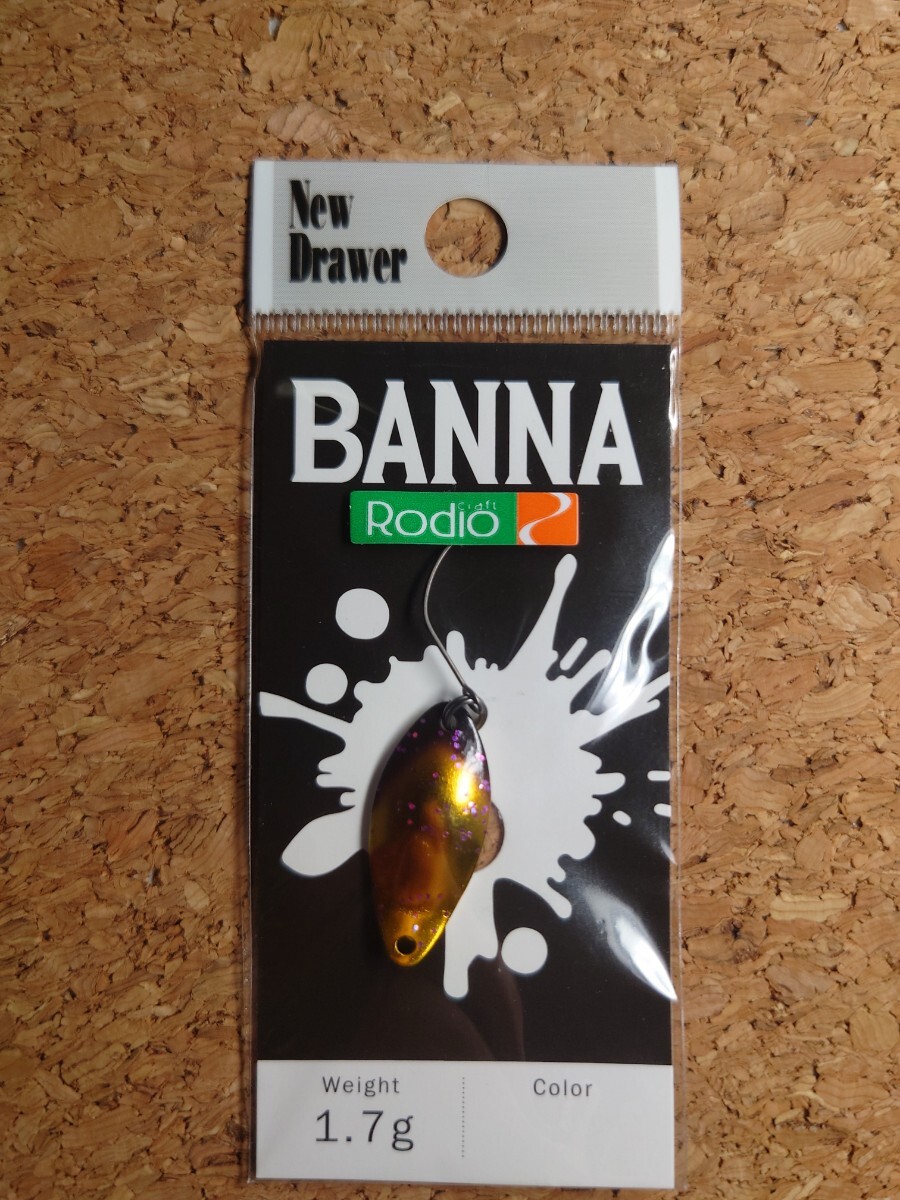 New
Drawer
BANNA
Rodio craft
Weight
Color
1.7g